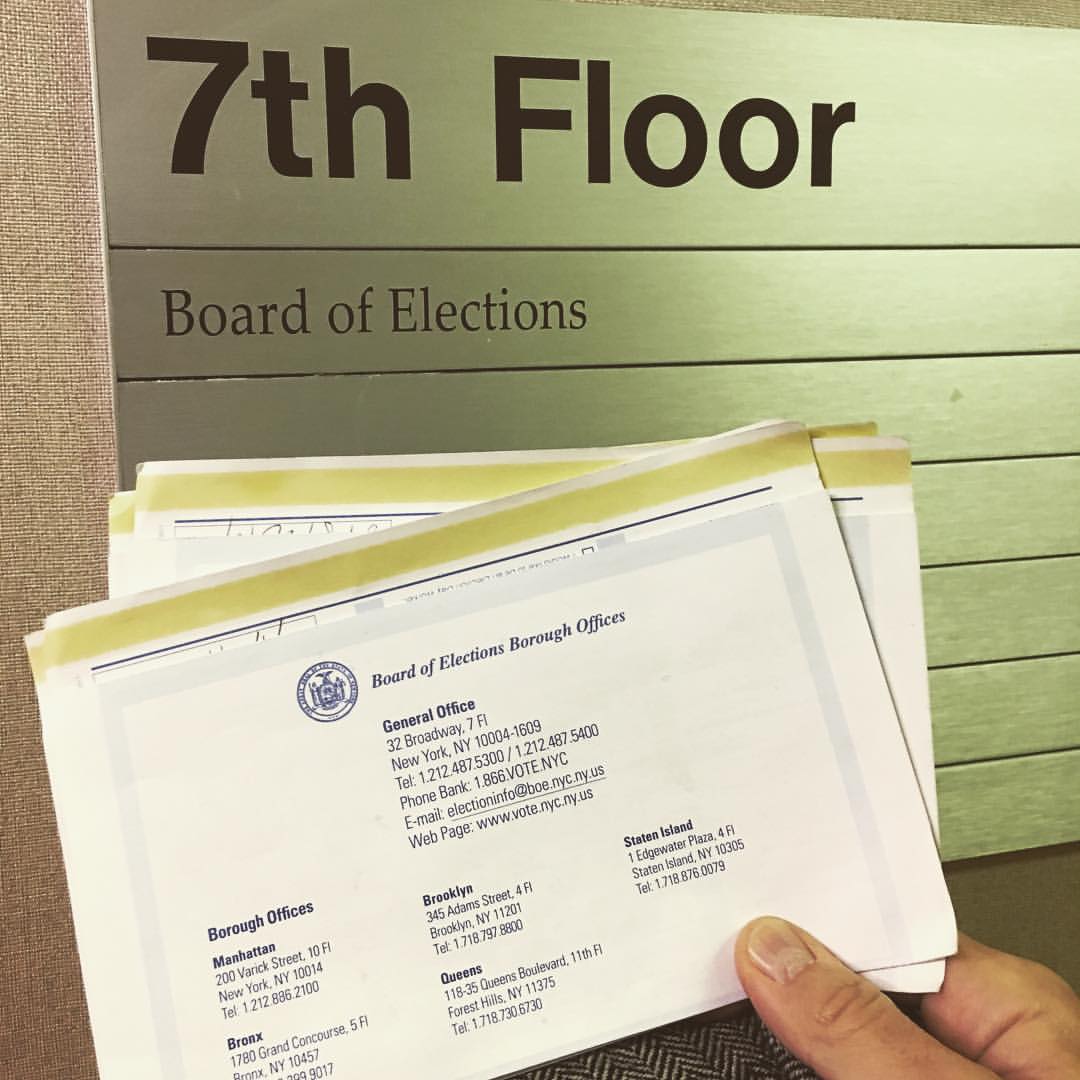 7th Floor
Board of Elections
Board of Elections Borough Offices
General Office
32 Broadway, 7 Fl
New York, NY 10004-1609
Tel: 1.212.487.5300 / 1.212.487.5400
Phone Bank: 1.866.VOTE.NYC
E-mail: electioninfo@boe.nyc.ny.us
Web Page: www.vote.nyc.ny.us
Borough Offices
Manhattan
200 Varick Street, 10 Fl
New York, NY 10014
Tel: 1.212.886.2100
Bronx
1780 Grand Concourse, 5 Fl
Bronx, NY 10457
299.9017
Brooklyn
345 Adams Street, 4 Fl
Brooklyn, NY 11201
Tel: 1.718.797.8800
Queens
118-35 Queens Boulevard, 11th Fl
Forest Hills, NY 11375
Tel: 1.718.730.6730
Staten Island
1 Edgewater Plaza, 4 Fl
Staten Island, NY 10305
Tel: 1.718.876.0079